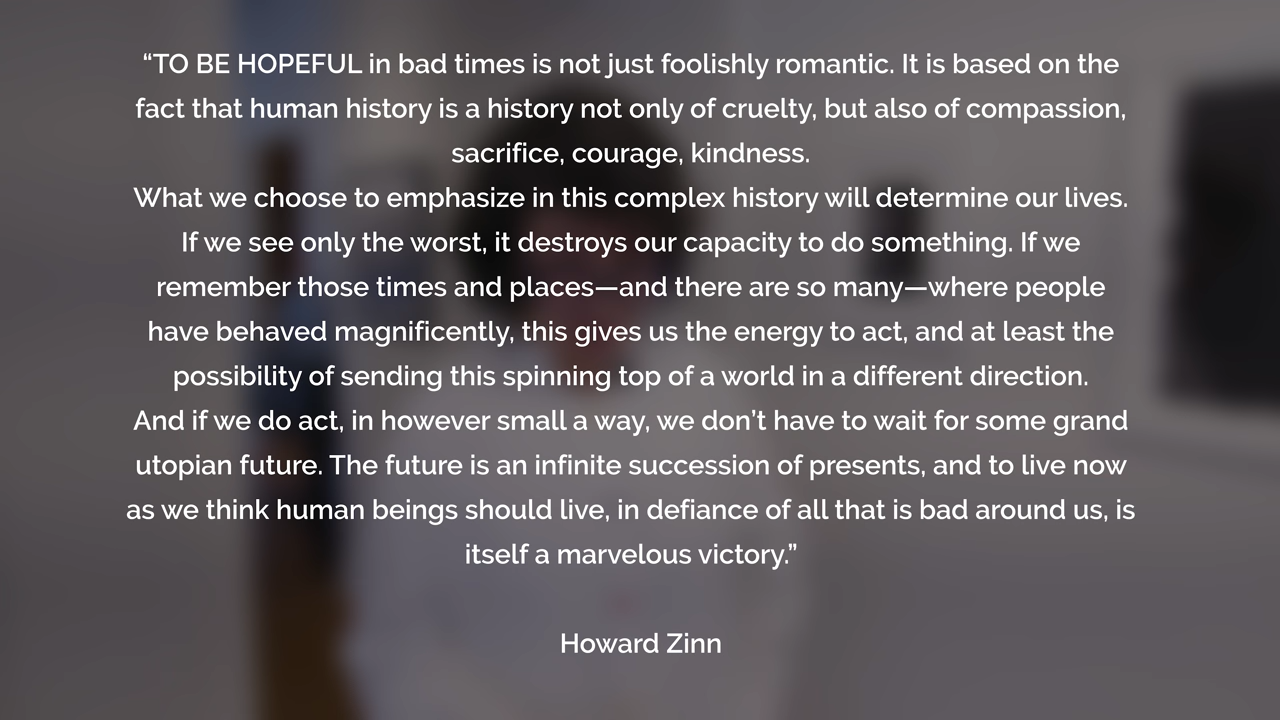 “TO BE HOPEFUL in bad times is not just foolishly romantic. It is based on the
fact that human history is a history not only of cruelty, but also of compassion,
sacrifice, courage, kindness.
What we choose to emphasize in this complex history will determine our lives.
If we see only the worst, it destroys our capacity to do something. If we
remember those times and places—and there are so many—where people
have behaved magnificently, this gives us the energy to act, and at least the
possibility of sending this spinning top of a world in a different direction.
And if we do act, in however small a way, we don’t have to wait for some grand
utopian future. The future is an infinite succession of presents, and to live now
as we think human beings should live, in defiance of all that is bad around us, is
itself a marvelous victory.”
Howard Zinn